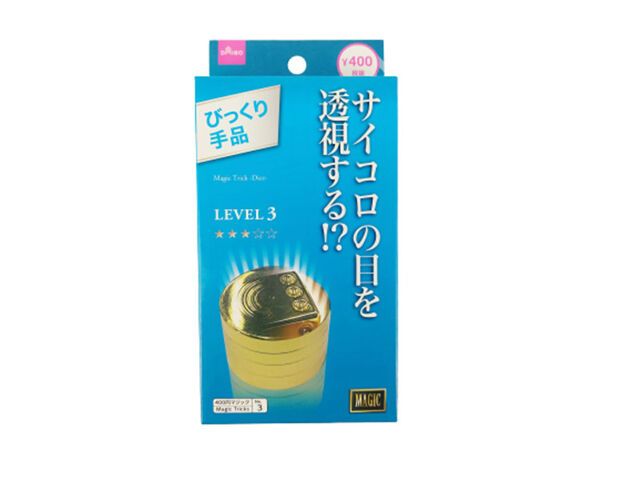 DAISO
¥400
税抜
びっくり
手品
サイコロの目を
透視する!?
Magic Trick -Dice-
LEVEL 3
★★★☆☆
MAGIC
400円マジック
Magic Tricks
No.
3